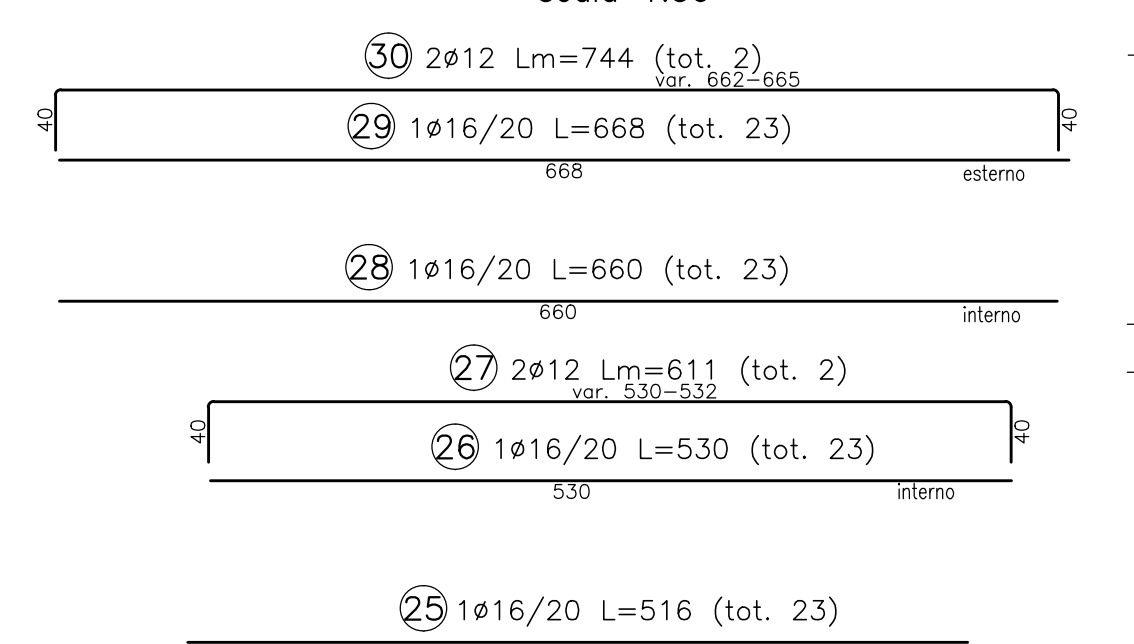 30 2ø12 Lm=744 (tot. 2)
var. 662-665
40
40
29 1ø16/20 L=668 (tot. 23)
668
esterno
28 1ø16/20 L=660 (tot. 23)
660
interno
27 2ø12 Lm=611 (tot. 2)
var. 530-532
40
40
26 1ø16/20 L=530 (tot. 23)
530
interno
25 1ø16/20 L=516 (tot. 23)